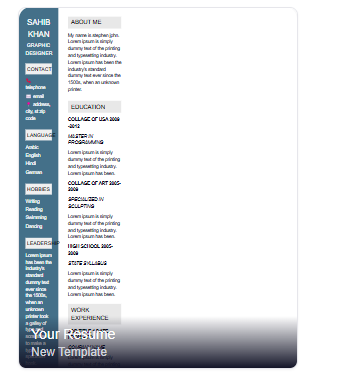 SAHIB
KHAN
GRAPHIC
DESIGNER
CONTACT
telephone
email
address,
city, st zip
code
LANGUAGE
Arabic
English
Hindi
German
HOBBIES
Writing
Reading
Swimming
Dancing
LEADERSHIP
Lorem ipsum is
simply dummy text of the printing
has been the
industry's
standard
dummy text
ever since
the 1500s,
when an
unknown
printer took
a galley of
ABOUT ME
My name is stephen john.
Lorem ipsum is simply
dummy text of the printing
and typesetting industry.
Lorem ipsum has been the
industry's standard
dummy text ever since the
1500s, when an unknown
printer.
EDUCATION
COLLAGE OF USA 2009
-2012
MASTER IN
PROGRAMMING
Lorem ipsum is simply
dummy text of the printing
and typesetting industry.
Lorem ipsum has been.
COLLAGE OF ART 2005-
2009
SPECIALIZED IN
SCULPTING
Lorem ipsum is simply
dummy text of the printing
and typesetting industry.
Lorem ipsum has been.
HIGH SCHOOL 2003-
2009
STATE SYLLABUS
Lorem ipsum is simply
dummy text of the printing
and typesetting industry.
Lorem ipsum has been.
WORK
EXPERIENCE
Your Resume
New Template